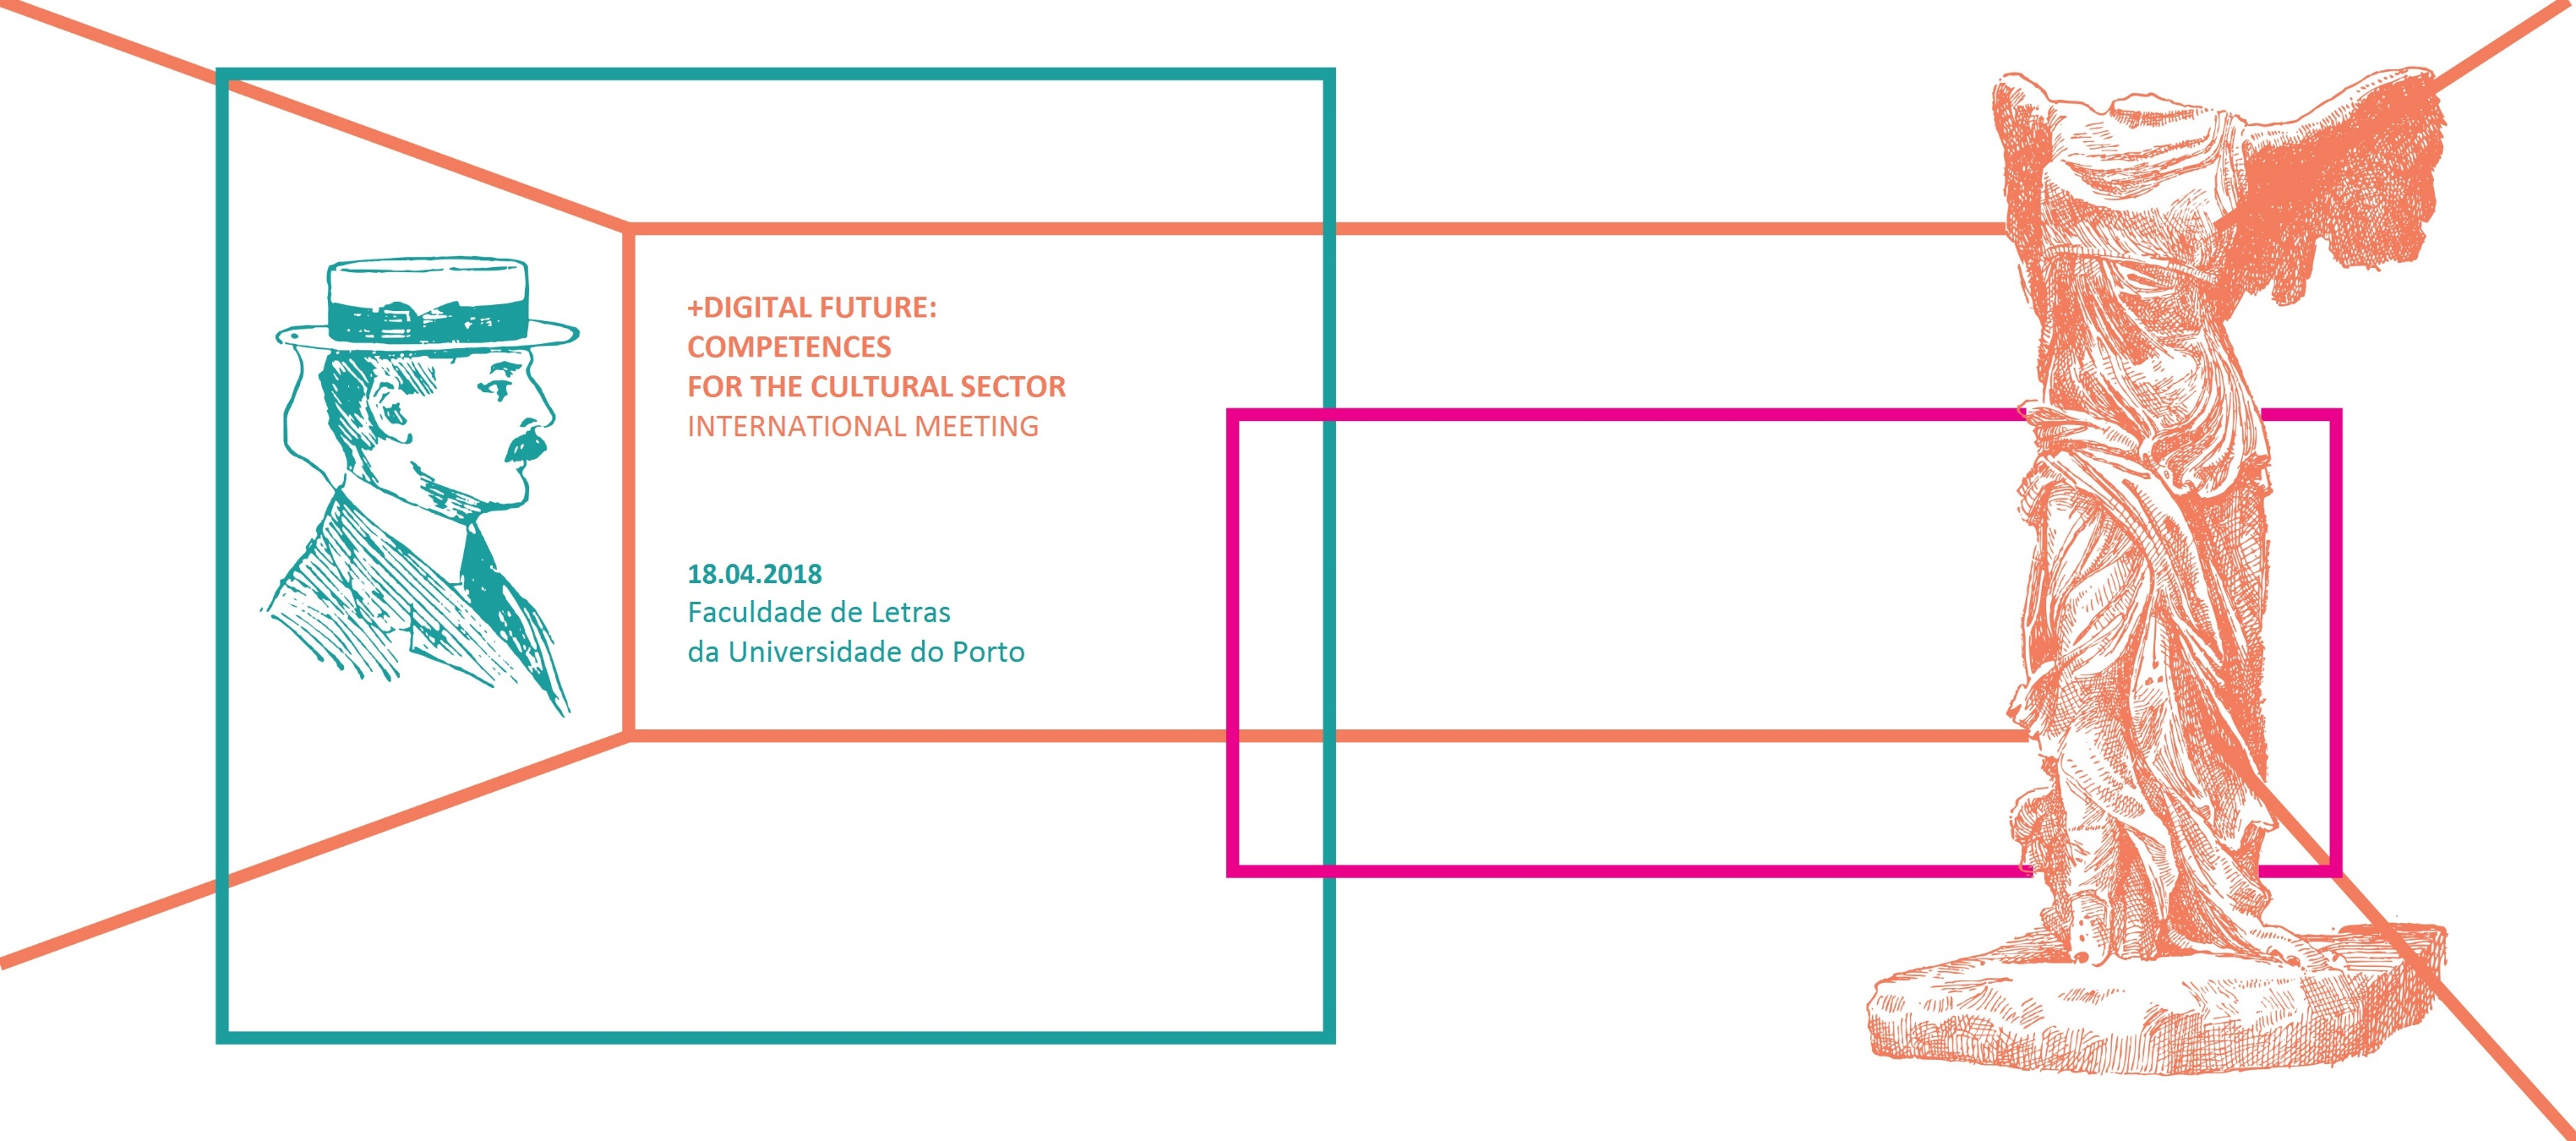 +DIGITAL FUTURE:
COMPETENCES
FOR THE CULTURAL SECTOR
INTERNATIONAL MEETING
18.04.2018
Faculdade de Letras
da Universidade do Porto